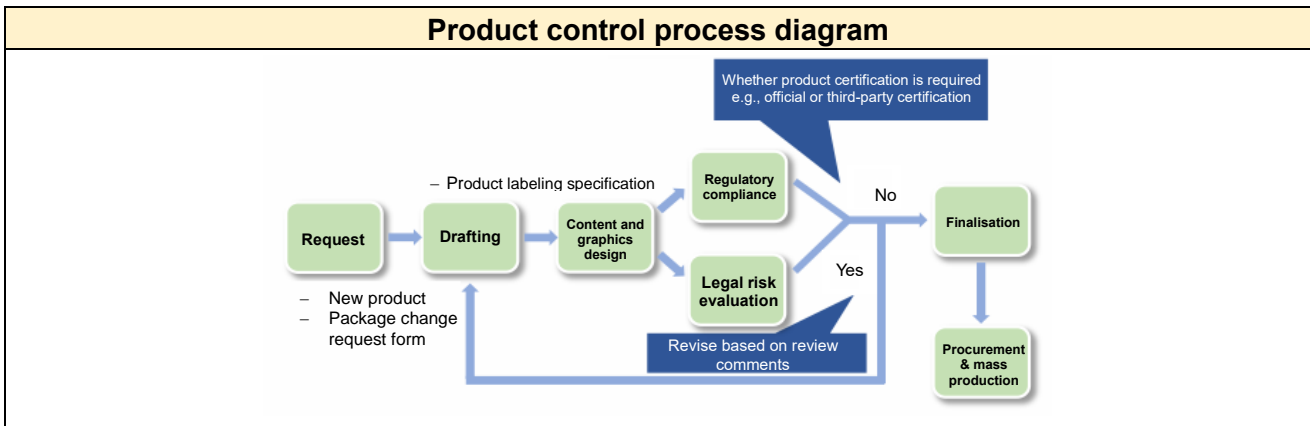 Product control process diagram
Whether product certification is required
e.g., official or third-party certification
– Product labeling specification
Regulatory
compliance
No
Request
Drafting
Content and
graphics
design
Finalisation
Legal risk
evaluation
Yes
– New product
– Package change
request form
Revise based on review
comments
Procurement
& mass
production